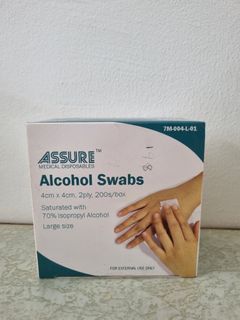 7M-004-L-01
ASSURE™
MEDICAL DISPOSABLES
Alcohol Swabs
4cm x 4cm, 2ply, 200s/box
Saturated with
70% Isopropyl Alcohol
Large size
FOR EXTERNAL USE ONLY